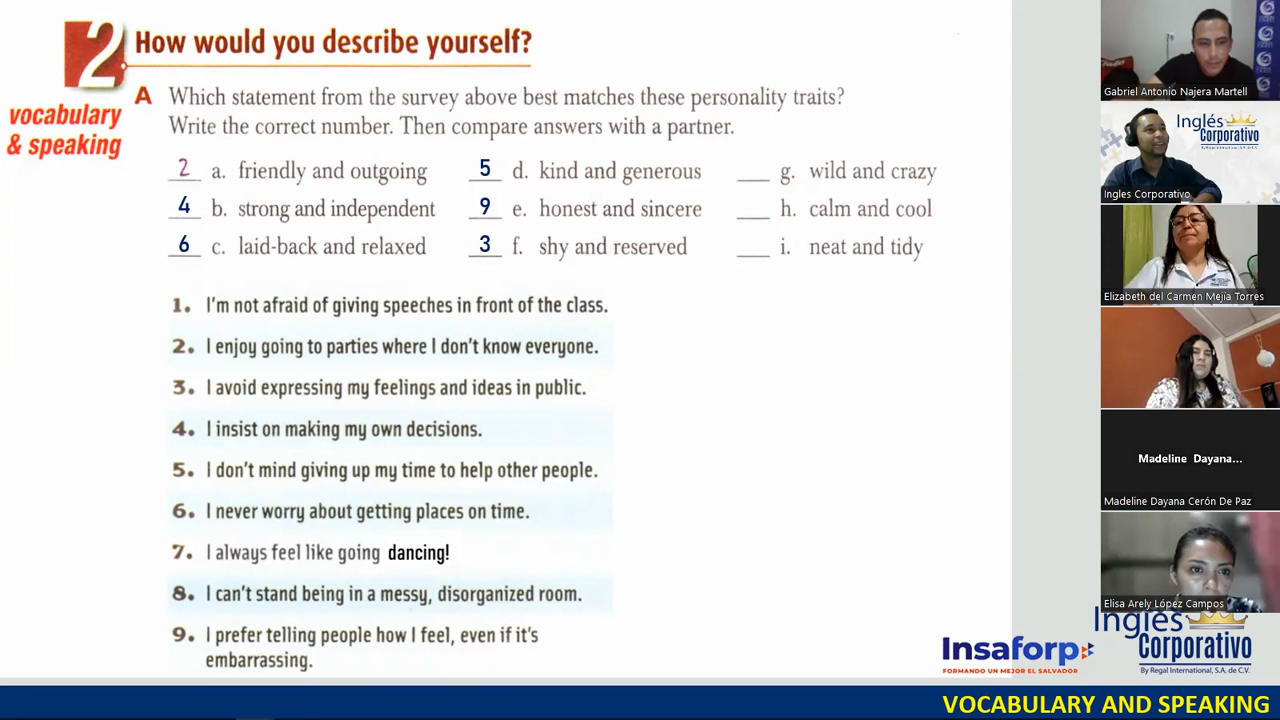 2 How would you describe yourself?
vocabulary
& speaking
A Which statement from the survey above best matches these personality traits?
Write the correct number. Then compare answers with a partner.
2 a. friendly and outgoing 5 d. kind and generous ___ g. wild and crazy
4 b. strong and independent 9 e. honest and sincere ___ h. calm and cool
6 c. laid-back and relaxed 3 f. shy and reserved ___ i. neat and tidy
1. I'm not afraid of giving speeches in front of the class.
2. I enjoy going to parties where I don't know everyone.
3. I avoid expressing my feelings and ideas in public.
4. I insist on making my own decisions.
5. I don't mind giving up my time to help other people.
6. I never worry about getting places on time.
7. I always feel like going dancing!
8. I can't stand being in a messy, disorganized room.
9. I prefer telling people how I feel, even if it's
embarrassing.
Gabriel Antonio Najera Martell
Inglés
Corporativo
By Regal International, S.A. de C.V.
Ingles Corporativo
Elizabeth del Carmen Mejia Torres
Madeline Dayana...
Madeline Dayana Cerón De Paz
Elisa Arely López Campos
Insaforp
FORMANDO UN MEJOR EL SALVADOR
Inglés
Corporativo
By Regal International, S.A. de C.V.
VOCABULARY AND SPEAKING